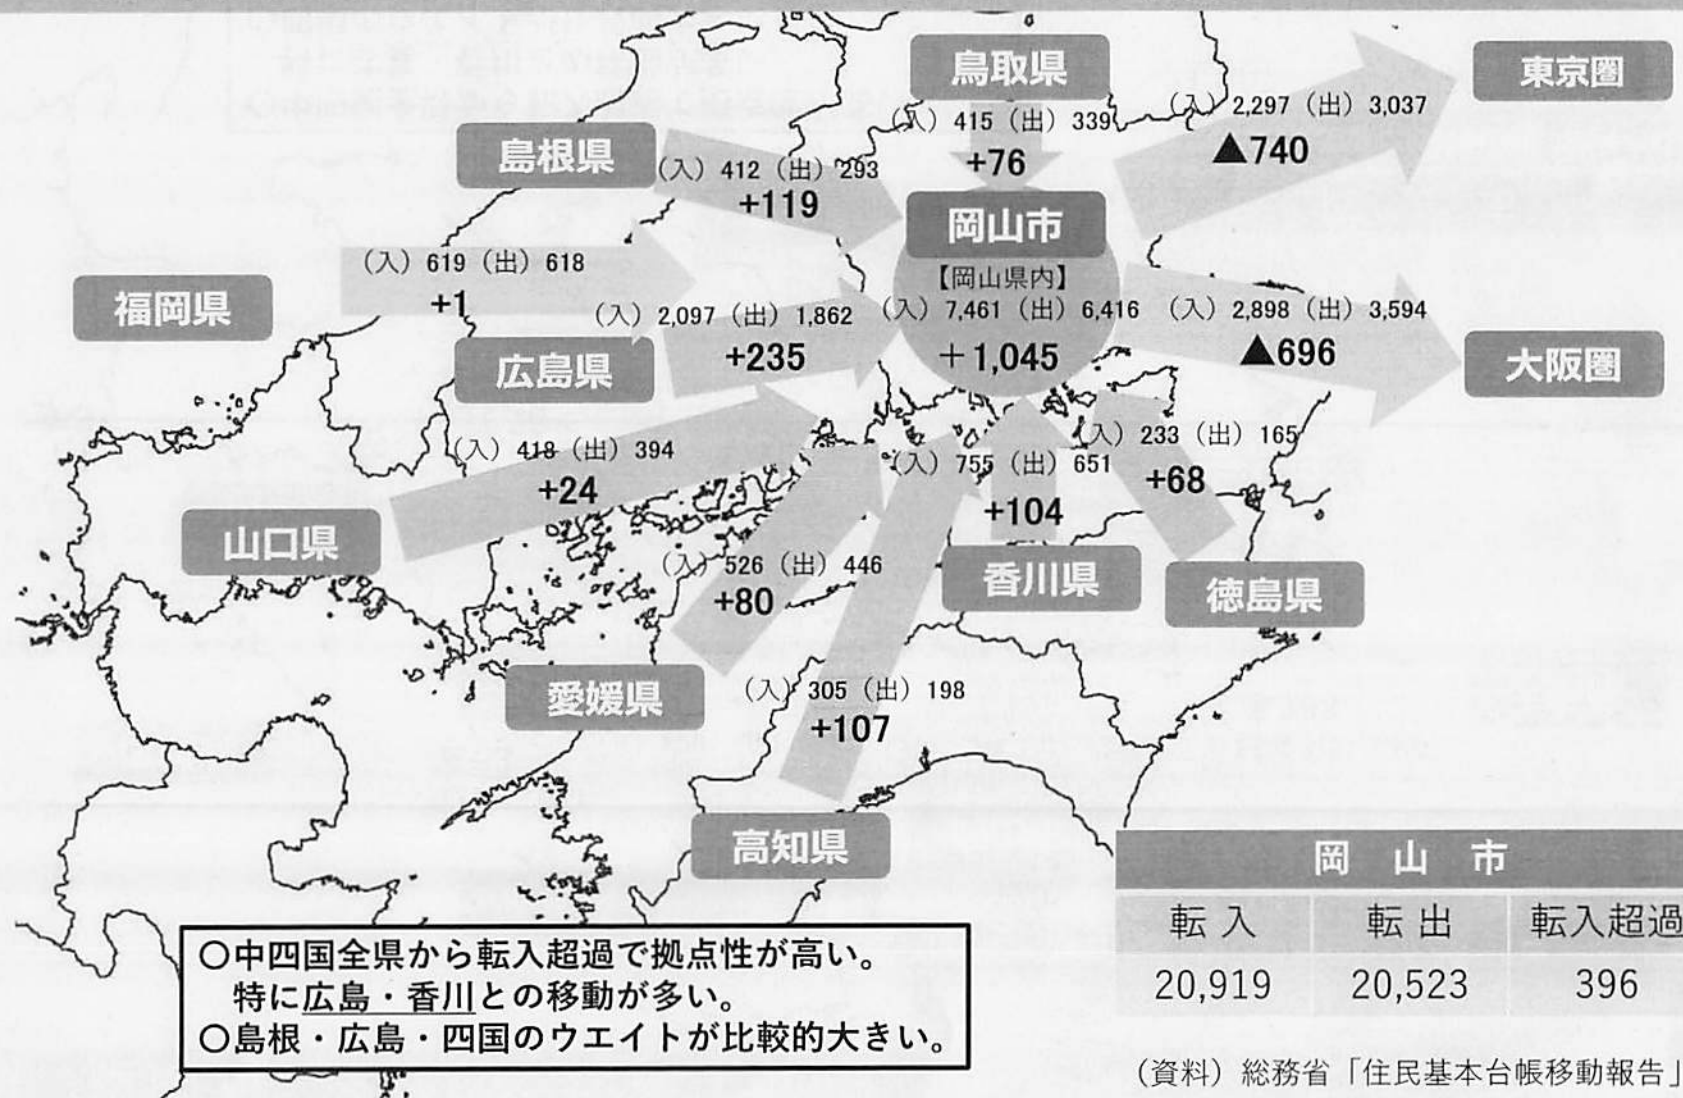 鳥取県
(入) 415 (出) 339
+76
東京圏
(入) 2,297 (出) 3,037
▲740
島根県
(入) 412 (出) 293
+119
岡山市
【岡山県内】
(入) 7,461 (出) 6,416
+1,045
福岡県
(入) 619 (出) 618
+1
広島県
(入) 2,097 (出) 1,862
+235
(入) 2,898 (出) 3,594
▲696
大阪圏
山口県
(入) 418 (出) 394
+24
(入) 755 (出) 651
+104
香川県
(入) 233 (出) 165
+68
徳島県
(入) 526 (出) 446
+80
愛媛県
(入) 305 (出) 198
+107
高知県
○中四国全県から転入超過で拠点性が高い。
特に広島・香川との移動が多い。
○島根・広島・四国のウエイトが比較的大きい。
岡 山 市
転 入 転 出 転入超過
20,919 20,523 396
(資料) 総務省「住民基本台帳移動報告」